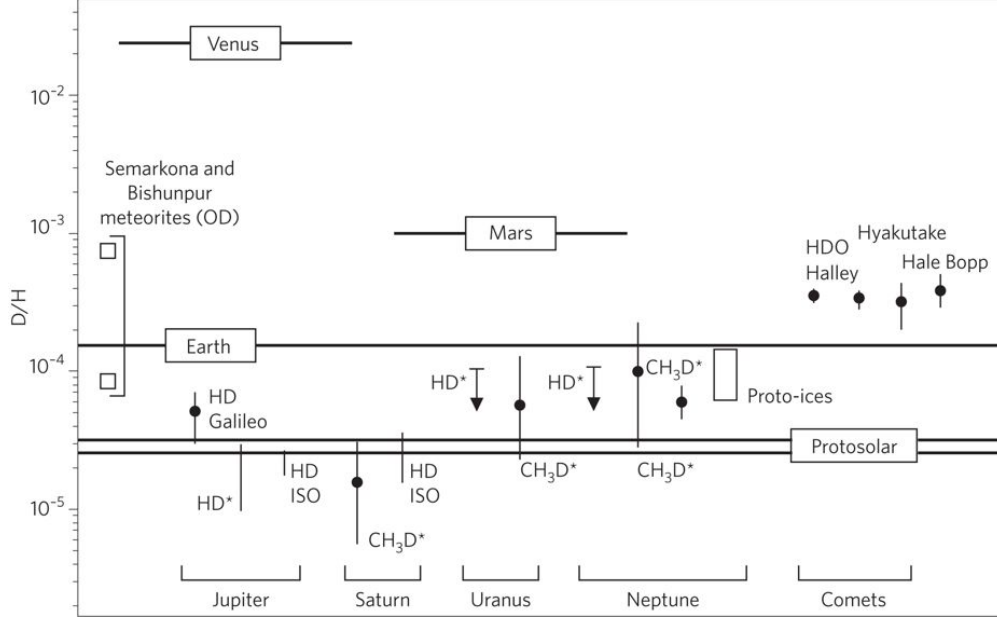 Venus
D/H
10⁻²
10⁻³
10⁻⁴
10⁻⁵
Semarkona and
Bishunpur
meteorites (OD)
Mars
Hyakutake
HDO
Halley
Hale Bopp
Earth
HD
Galileo
HD*
HD*
CH₃D*
Proto-ices
Protosolar
HD*
HD
ISO
CH₃D*
HD
ISO
CH₃D*
CH₃D*
Jupiter
Saturn
Uranus
Neptune
Comets